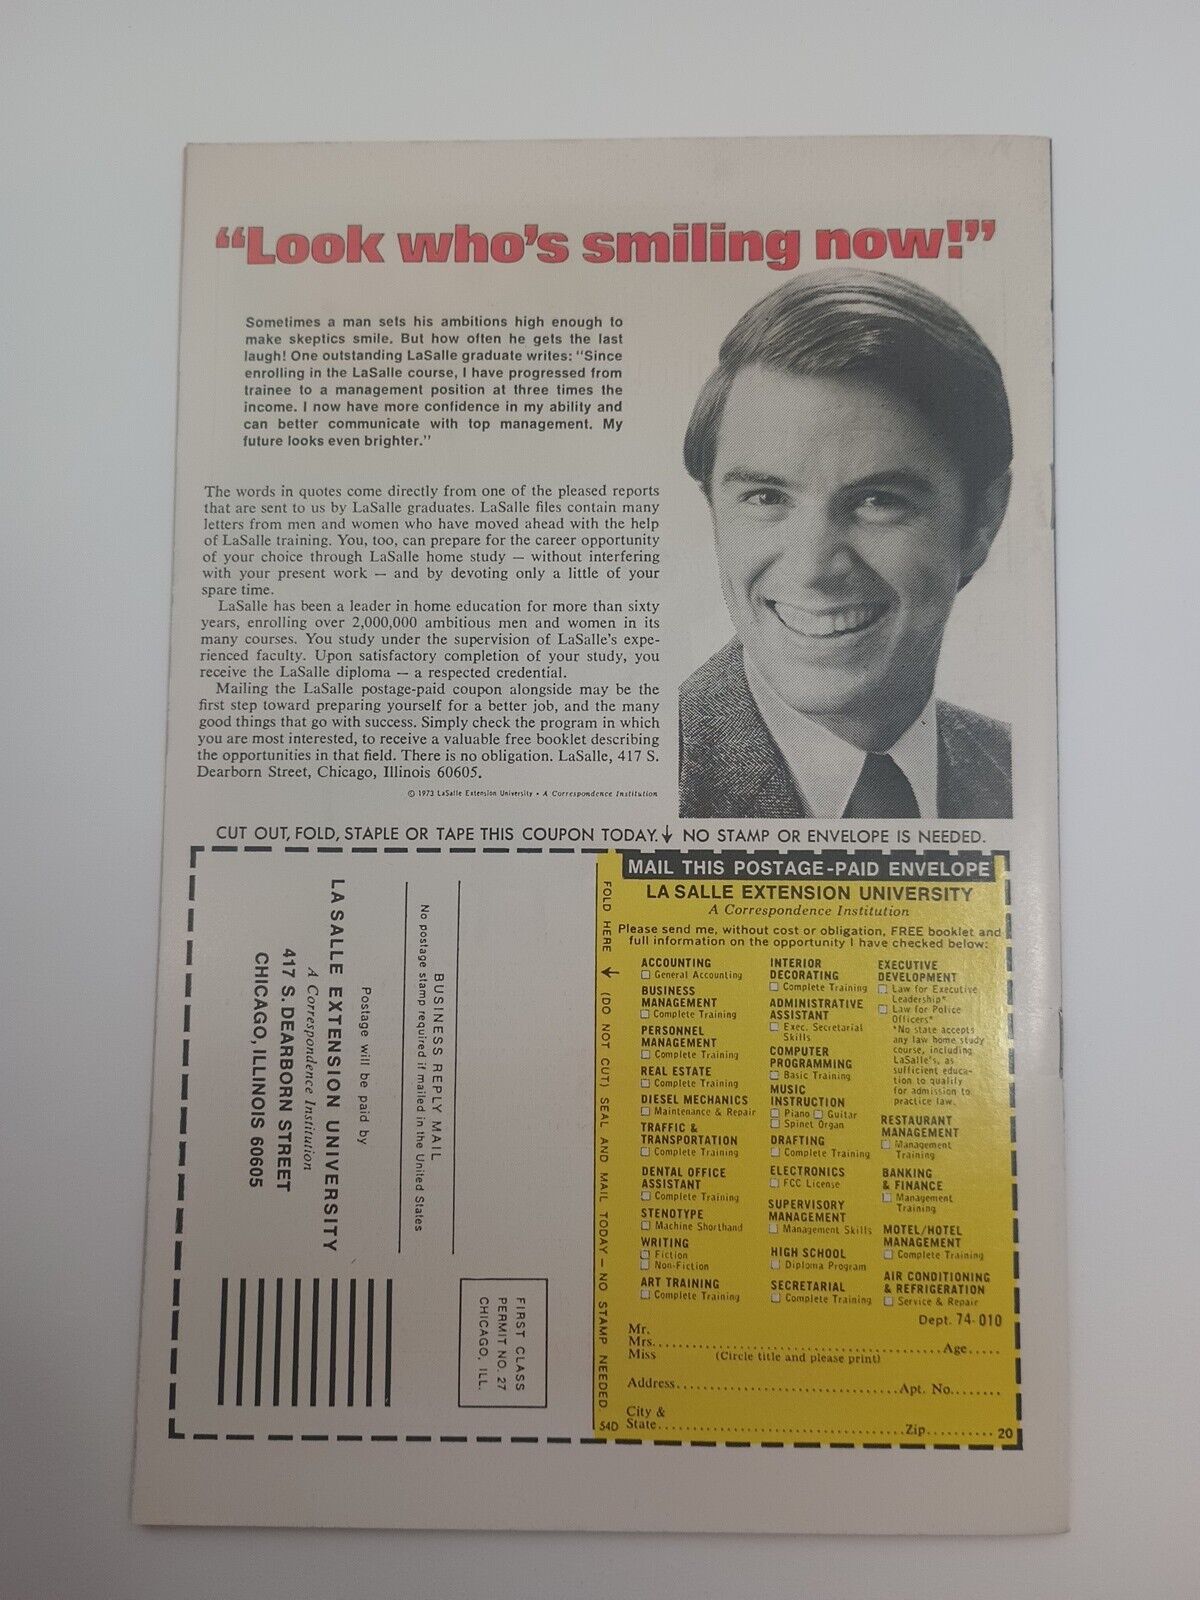 “Look who’s smiling now!”
Sometimes a man sets his ambitions high enough to
make skeptics smile. But how often he gets the last
laugh! One outstanding LaSalle graduate writes: “Since
enrolling in the LaSalle course, I have progressed from
trainee to a management position at three times the
income. I now have more confidence in my ability and
can better communicate with top management. My
future looks even brighter.”
The words in quotes come directly from one of the pleased reports
that are sent to us by LaSalle graduates. LaSalle files contain many
letters from men and women who have moved ahead with the help
of LaSalle training. You, too, can prepare for the career opportunity
of your choice through LaSalle home study — without interfering
with your present work — and by devoting only a little of your
spare time.
LaSalle has been a leader in home education for more than sixty
years, enrolling over 2,000,000 ambitious men and women in its
many courses. You study under the supervision of LaSalle’s expe-
rienced faculty. Upon satisfactory completion of your study, you
receive the LaSalle diploma — a respected credential.
Mailing the LaSalle postage-paid coupon alongside may be the
first step toward preparing yourself for a better job, and the many
good things that go with success. Simply check the program in which
you are most interested, to receive a valuable free booklet describing
the opportunities in that field. There is no obligation. LaSalle, 417 S.
Dearborn Street, Chicago, Illinois 60605.
© 1973 LaSalle Extension University • A Correspondence Institution
CUT OUT, FOLD, STAPLE OR TAPE THIS COUPON TODAY. ↓ NO STAMP OR ENVELOPE IS NEEDED.
FIRST CLASS
PERMIT NO. 27
CHICAGO, ILL.
BUSINESS REPLY MAIL
No postage stamp required if mailed in the United States
Postage will be paid by
LA SALLE EXTENSION UNIVERSITY
A Correspondence Institution
417 S. DEARBORN STREET
CHICAGO, ILLINOIS 60605
FOLD HERE ← (DO NOT CUT) SEAL AND MAIL TODAY — NO STAMP NEEDED.
54D
MAIL THIS POSTAGE-PAID ENVELOPE
LA SALLE EXTENSION UNIVERSITY
A Correspondence Institution
Please send me, without cost or obligation, FREE booklet and
full information on the opportunity I have checked below:
ACCOUNTING
☐ General Accounting
BUSINESS
MANAGEMENT
☐ Complete Training
PERSONNEL
MANAGEMENT
☐ Complete Training
REAL ESTATE
☐ Complete Training
DIESEL MECHANICS
☐ Maintenance & Repair
TRAFFIC &
TRANSPORTATION
☐ Complete Training
DENTAL OFFICE
ASSISTANT
☐ Complete Training
STENOTYPE
☐ Machine Shorthand
WRITING
☐ Fiction
☐ Non-Fiction
ART TRAINING
☐ Complete Training
INTERIOR
DECORATING
☐ Complete Training
ADMINISTRATIVE
ASSISTANT
☐ Exec. Secretarial
Skills
COMPUTER
PROGRAMMING
☐ Basic Training
MUSIC
INSTRUCTION
☐ Piano ☐ Guitar
☐ Spinet Organ
DRAFTING
☐ Complete Training
ELECTRONICS
☐ FCC License
SUPERVISORY
MANAGEMENT
☐ Management Skills
HIGH SCHOOL
☐ Diploma Program
SECRETARIAL
☐ Complete Training
EXECUTIVE
DEVELOPMENT
☐ Law for Executive
Leadership*
☐ Law for Police
Officers*
*No state accepts
any law home study
course, including
LaSalle’s, as
sufficient educa-
tion to qualify
for admission to
practice law.
RESTAURANT
MANAGEMENT
☐ Management
Training
BANKING
& FINANCE
☐ Management
Training
MOTEL/HOTEL
MANAGEMENT
☐ Complete Training
AIR CONDITIONING
& REFRIGERATION
☐ Service & Repair
Dept. 74-010
Mr.
Mrs. Age
Miss (Circle title and please print)
Address Apt. No.
City &
State Zip 20